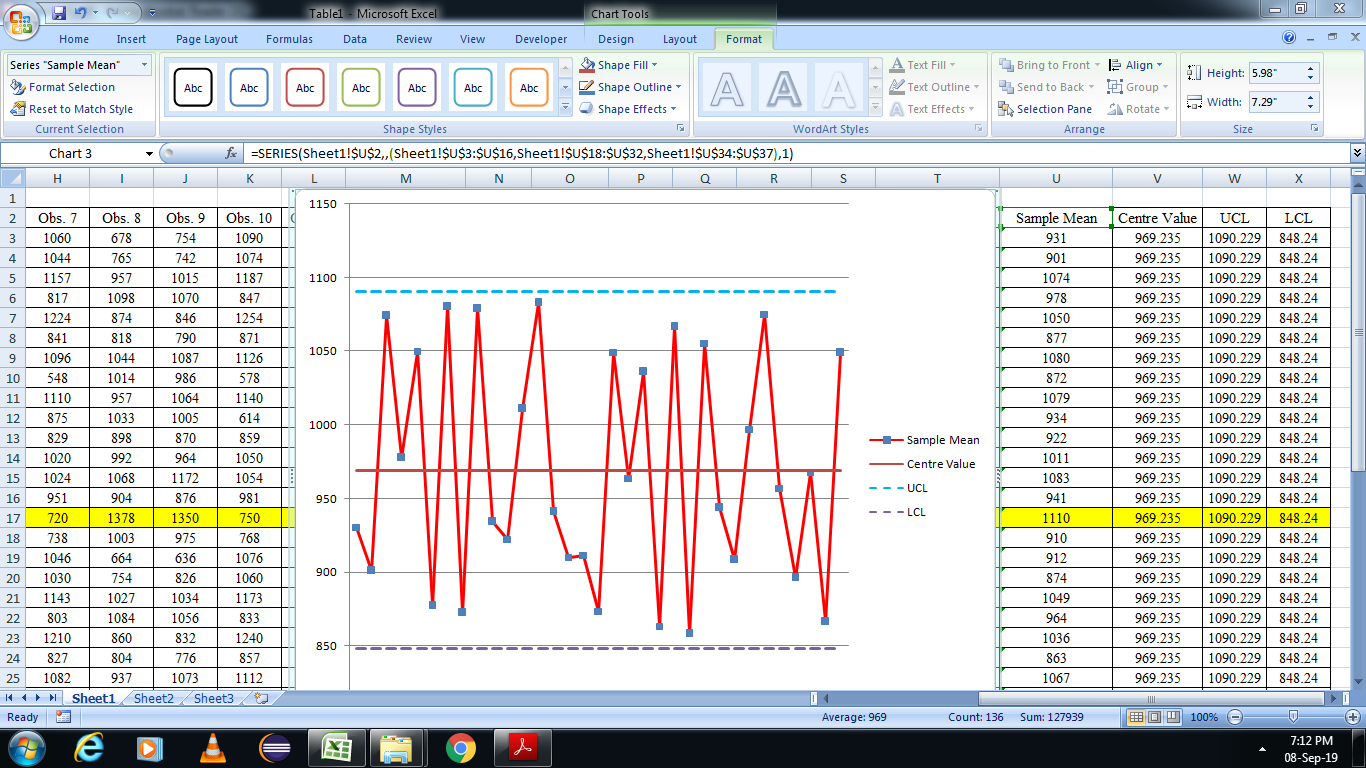 Table1 - Microsoft Excel Chart Tools
Home Insert Page Layout Formulas Data Review View Developer Design Layout Format
Series "Sample Mean" Abc Abc Abc Abc Abc Abc Abc Shape Fill A A A Text Fill Bring to Front Align Height: 5.98"
Format Selection Shape Outline Text Outline Send to Back Group Width: 7.29"
Reset to Match Style Shape Effects Text Effects Selection Pane Rotate
Current Selection Shape Styles WordArt Styles Arrange Size
Chart 3 fx =SERIES(Sheet1!$U$2,,(Sheet1!$U$3:$U$16,Sheet1!$U$18:$U$32,Sheet1!$U$34:$U$37),1)
H I J K L M N O P Q R S T U V W X
1
2 Obs. 7 Obs. 8 Obs. 9 Obs. 10 Sample Mean Centre Value UCL LCL
3 1060 678 754 1090 931 969.235 1090.229 848.24
4 1044 765 742 1074 901 969.235 1090.229 848.24
5 1157 957 1015 1187 1074 969.235 1090.229 848.24
6 817 1098 1070 847 978 969.235 1090.229 848.24
7 1224 874 846 1254 1050 969.235 1090.229 848.24
8 841 818 790 871 877 969.235 1090.229 848.24
9 1096 1044 1087 1126 1080 969.235 1090.229 848.24
10 548 1014 986 578 872 969.235 1090.229 848.24
11 1110 957 1064 1140 1079 969.235 1090.229 848.24
12 875 1033 1005 614 934 969.235 1090.229 848.24
13 829 898 870 859 922 969.235 1090.229 848.24
14 1020 992 964 1050 1011 969.235 1090.229 848.24
15 1024 1068 1172 1054 1083 969.235 1090.229 848.24
16 951 904 876 981 941 969.235 1090.229 848.24
17 720 1378 1350 750 1110 969.235 1090.229 848.24
18 738 1003 975 768 910 969.235 1090.229 848.24
19 1046 664 636 1076 912 969.235 1090.229 848.24
20 1030 754 826 1060 874 969.235 1090.229 848.24
21 1143 1027 1034 1173 1049 969.235 1090.229 848.24
22 803 1084 1056 833 964 969.235 1090.229 848.24
23 1210 860 832 1240 1036 969.235 1090.229 848.24
24 827 804 776 857 863 969.235 1090.229 848.24
25 1082 937 1073 1112 1067 969.235 1090.229 848.24
1150
1100
1050
1000
950
900
850
Sample Mean
Centre Value
UCL
LCL
Sheet1 Sheet2 Sheet3
Ready Average: 969 Count: 136 Sum: 127939 100%
7:12 PM
08-Sep-19